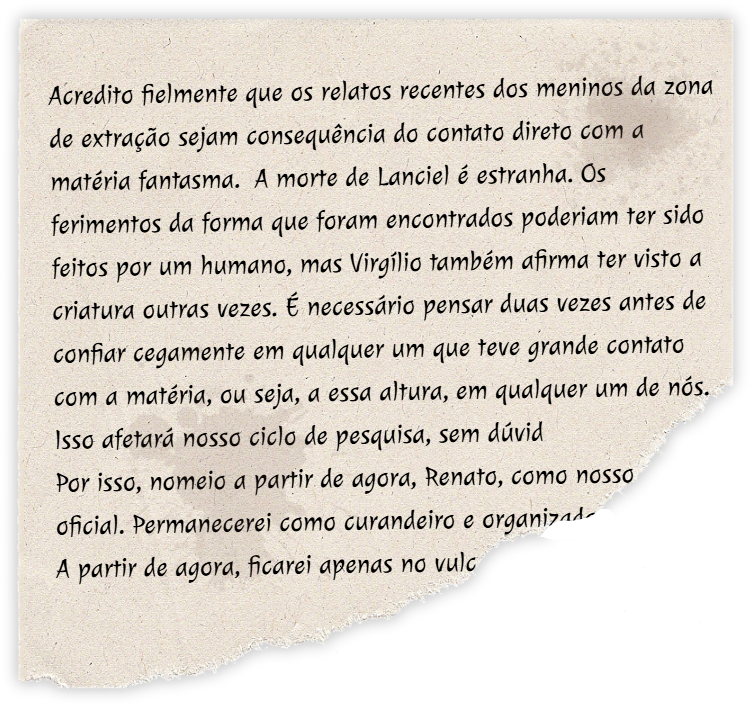 Acredito fielmente que os relatos recentes dos meninos da zona
de extração sejam consequência do contato direto com a
matéria fantasma.  A morte de Lanciel é estranha. Os
ferimentos da forma que foram encontrados poderiam ter sido
feitos por um humano, mas Virgílio também afirma ter visto a
criatura outras vezes. É necessário pensar duas vezes antes de
confiar cegamente em qualquer um que teve grande contato
com a matéria, ou seja, a essa altura, em qualquer um de nós.
Isso afetará nosso ciclo de pesquisa, sem dúvid
Por isso, nomeio a partir de agora, Renato, como nosso
oficial. Permanecerei como curandeiro e
A partir de agora, ficarei apenas no vulc